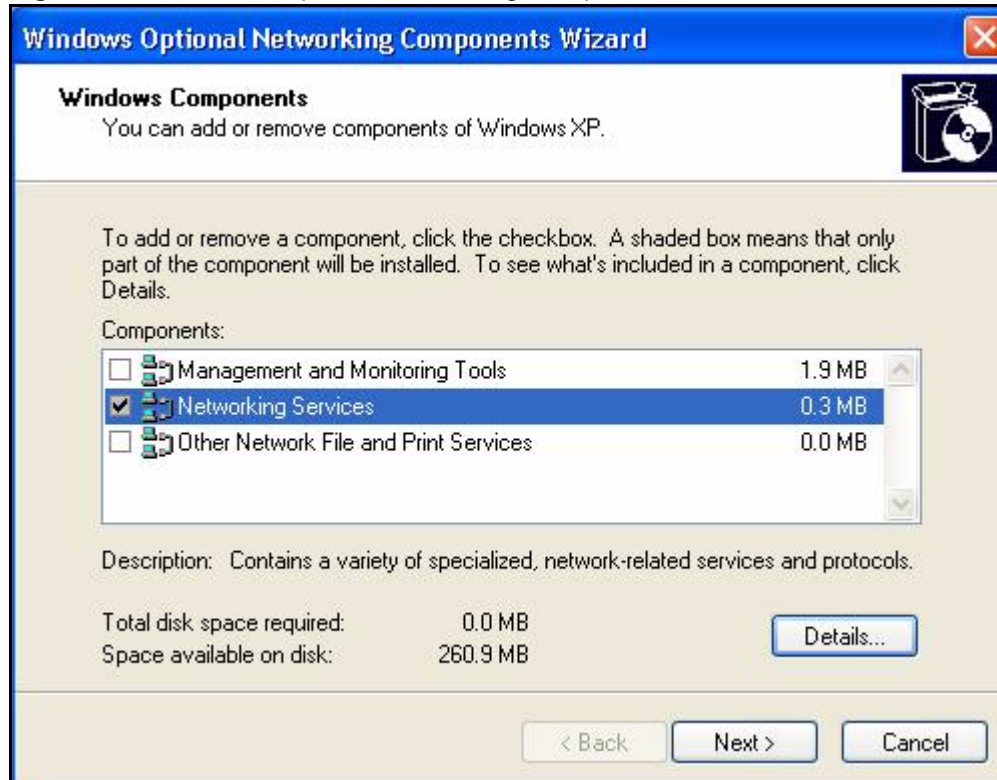 Windows Optional Networking Components Wizard
Windows Components
You can add or remove components of Windows XP.
To add or remove a component, click the checkbox. A shaded box means that only
part of the component will be installed. To see what's included in a component, click
Details.
Components:
Management and Monitoring Tools 1.9 MB
Networking Services 0.3 MB
Other Network File and Print Services 0.0 MB
Description: Contains a variety of specialized, network-related services and protocols.
Total disk space required: 0.0 MB
Space available on disk: 260.9 MB
Details...
< Back Next > Cancel